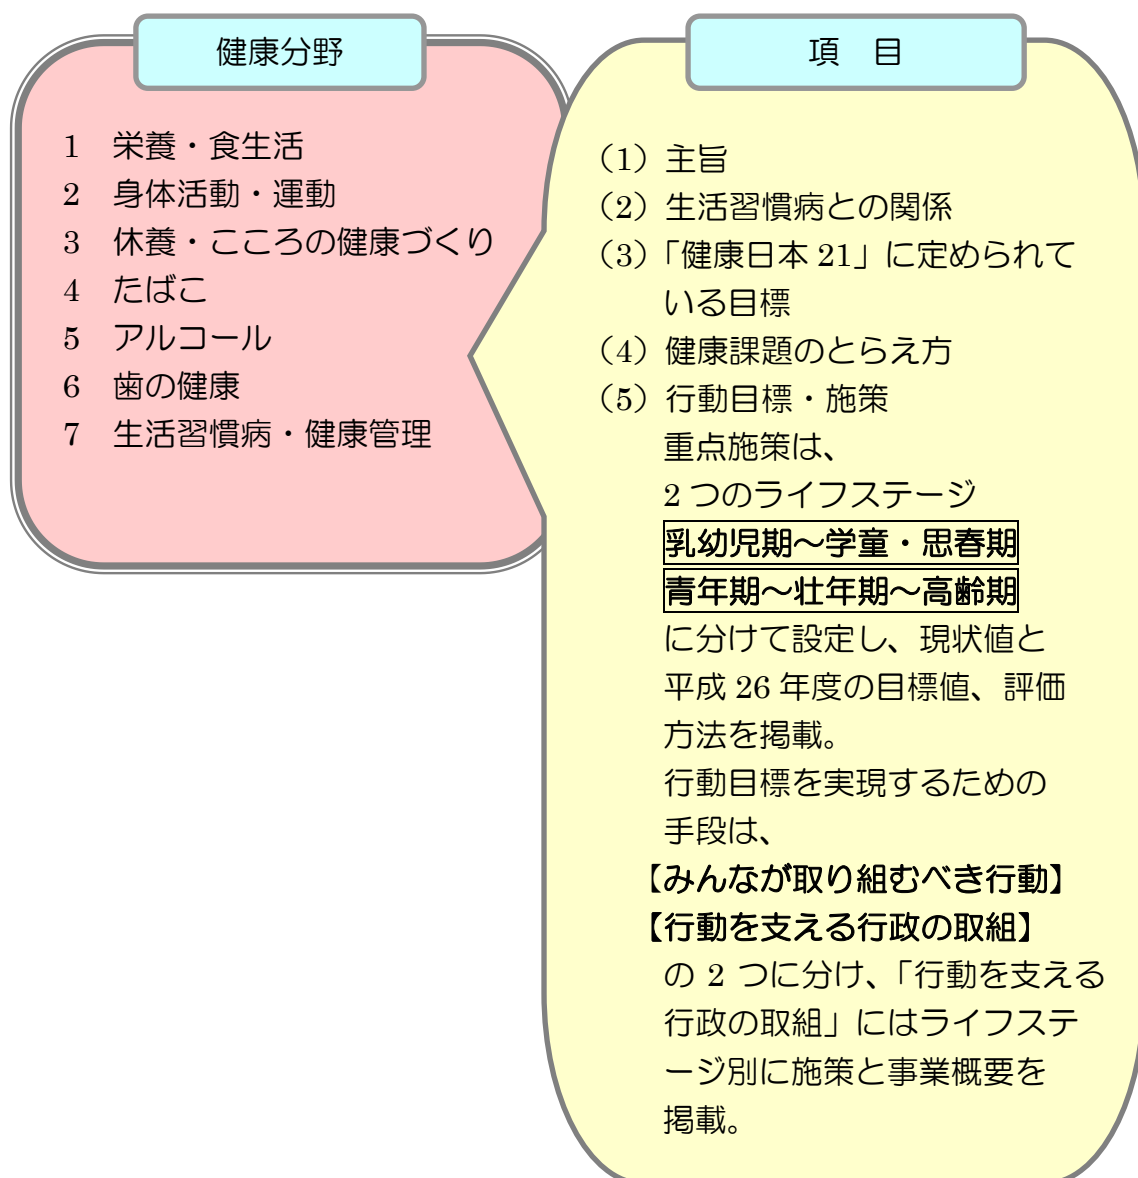 健康分野
1 栄養・食生活
2 身体活動・運動
3 休養・こころの健康づくり
4 たばこ
5 アルコール
6 歯の健康
7 生活習慣病・健康管理
項 目
（1）主旨
（2）生活習慣病との関係
（3）「健康日本 21」に定められて
いる目標
（4）健康課題のとらえ方
（5）行動目標・施策
重点施策は、
2 つのライフステージ
乳幼児期～学童・思春期
青年期～壮年期～高齢期
に分けて設定し、現状値と
平成 26 年度の目標値、評価
方法を掲載。
行動目標を実現するための
手段は、
【みんなが取り組むべき行動】
【行動を支える行政の取組】
の 2 つに分け、「行動を支える
行政の取組」にはライフステ
ージ別に施策と事業概要を
掲載。